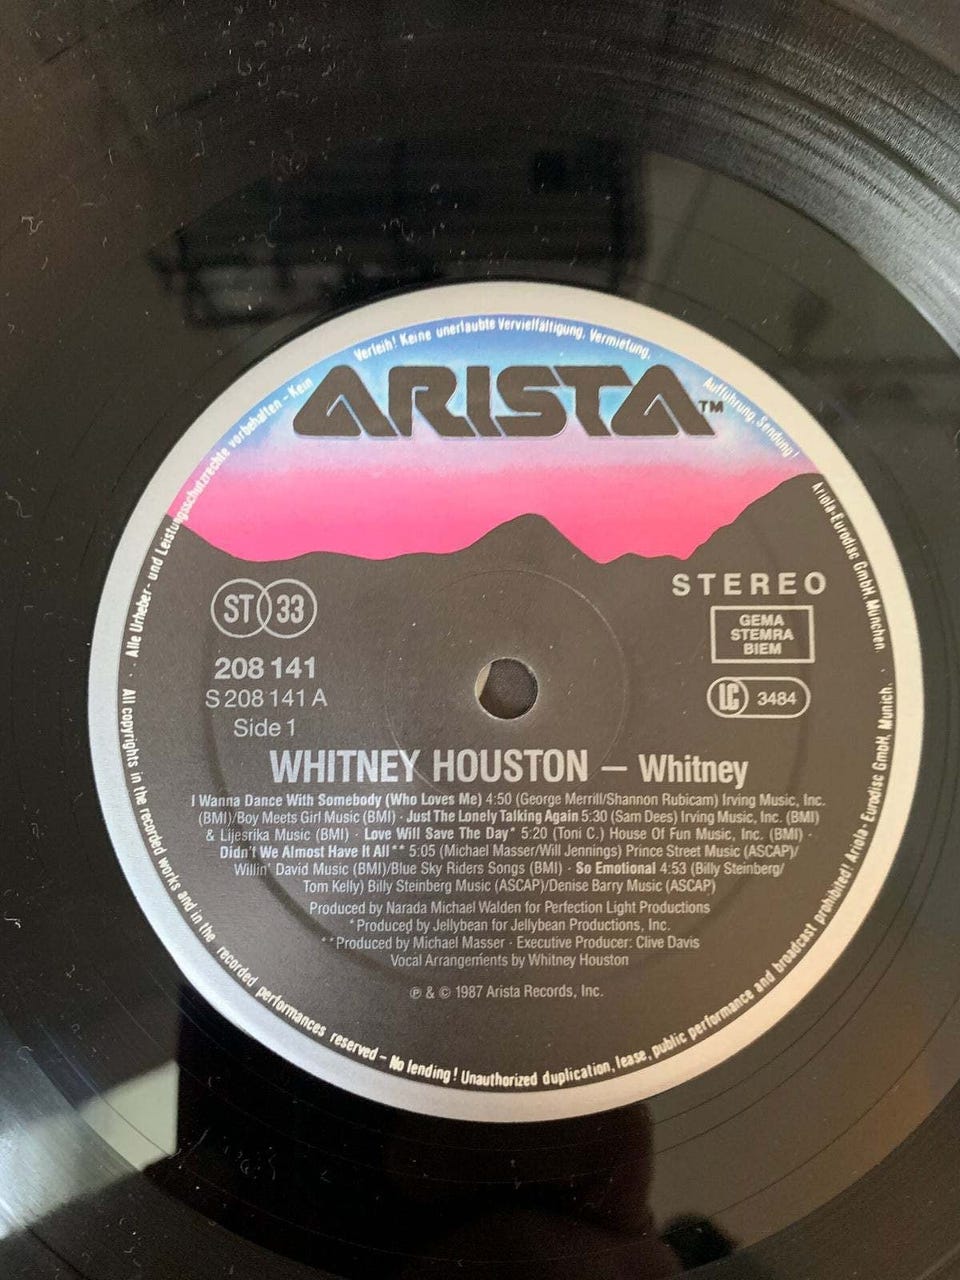 Alle Urheber- und Leistungsschutzrechte vorbehalten - Kein Verleih! Keine unerlaubte Vervielfältigung, Vermietung, Aufführung, Sendung!
ARISTA™
Ariola-Eurodisc GmbH, München.
ST 33
STEREO
GEMA
STEMRA
BIEM
208 141
S 208 141 A
Side 1
LC 3484
WHITNEY HOUSTON – Whitney
I Wanna Dance With Somebody (Who Loves Me) 4:50 (George Merrill/Shannon Rubicam) Irving Music, Inc.
(BMI)/Boy Meets Girl Music (BMI) · Just The Lonely Talking Again 5:30 (Sam Dees) Irving Music, Inc. (BMI)
& Lijesrika Music (BMI) · Love Will Save The Day* 5:20 (Toni C.) House Of Fun Music, Inc. (BMI) ·
Didn't We Almost Have It All** 5:05 (Michael Masser/Will Jennings) Prince Street Music (ASCAP)/
Willin' David Music (BMI)/Blue Sky Riders Songs (BMI) · So Emotional 4:53 (Billy Steinberg/
Tom Kelly) Billy Steinberg Music (ASCAP)/Denise Barry Music (ASCAP)
Produced by Narada Michael Walden for Perfection Light Productions
*Produced by Jellybean for Jellybean Productions, Inc.
**Produced by Michael Masser · Executive Producer: Clive Davis
Vocal Arrangements by Whitney Houston
℗ & © 1987 Arista Records, Inc.
All copyrights in the recorded works and in the recorded performances reserved – No lending! Unauthorized duplication, lease, public performance and broadcast prohibited! Ariola-Eurodisc GmbH, Munich.